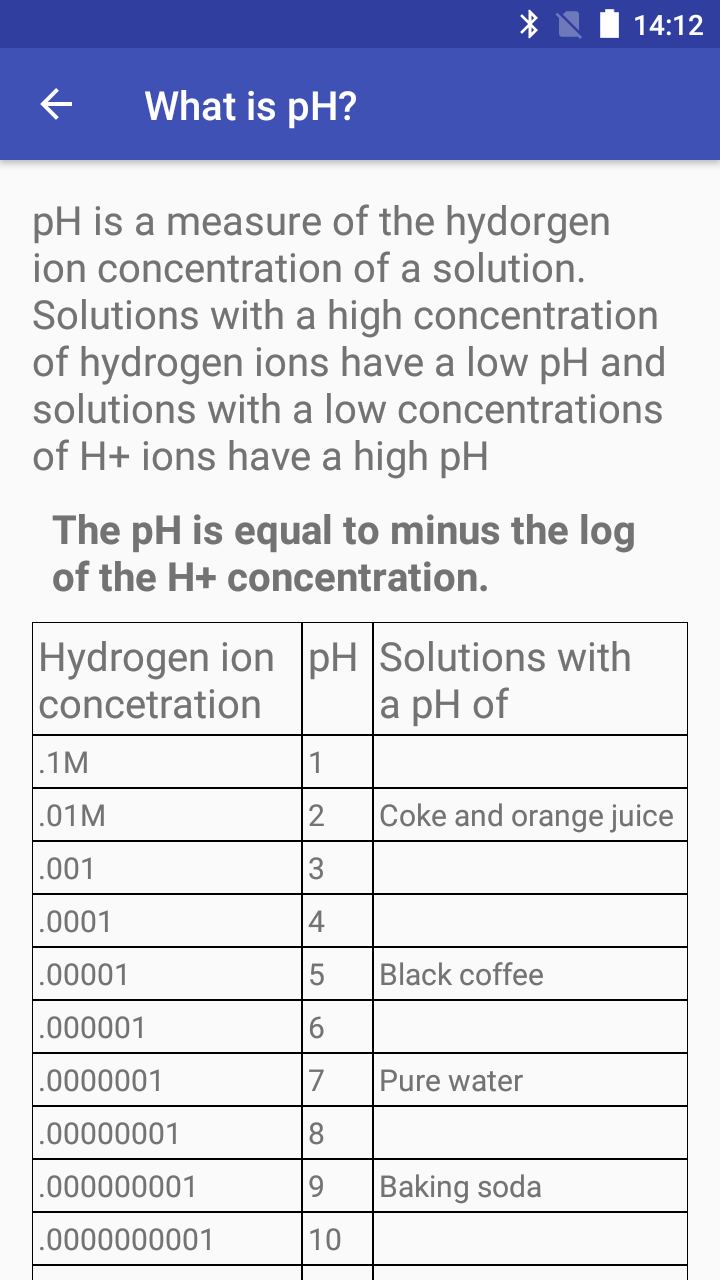 14:12
What is pH?
pH is a measure of the hydorgen
ion concentration of a solution.
Solutions with a high concentration
of hydrogen ions have a low pH and
solutions with a low concentrations
of H+ ions have a high pH
The pH is equal to minus the log
of the H+ concentration.
Hydrogen ion concetration pH Solutions with a pH of
.1M 1
.01M 2 Coke and orange juice
.001 3
.0001 4
.00001 5 Black coffee
.000001 6
.0000001 7 Pure water
.00000001 8
.000000001 9 Baking soda
.0000000001 10